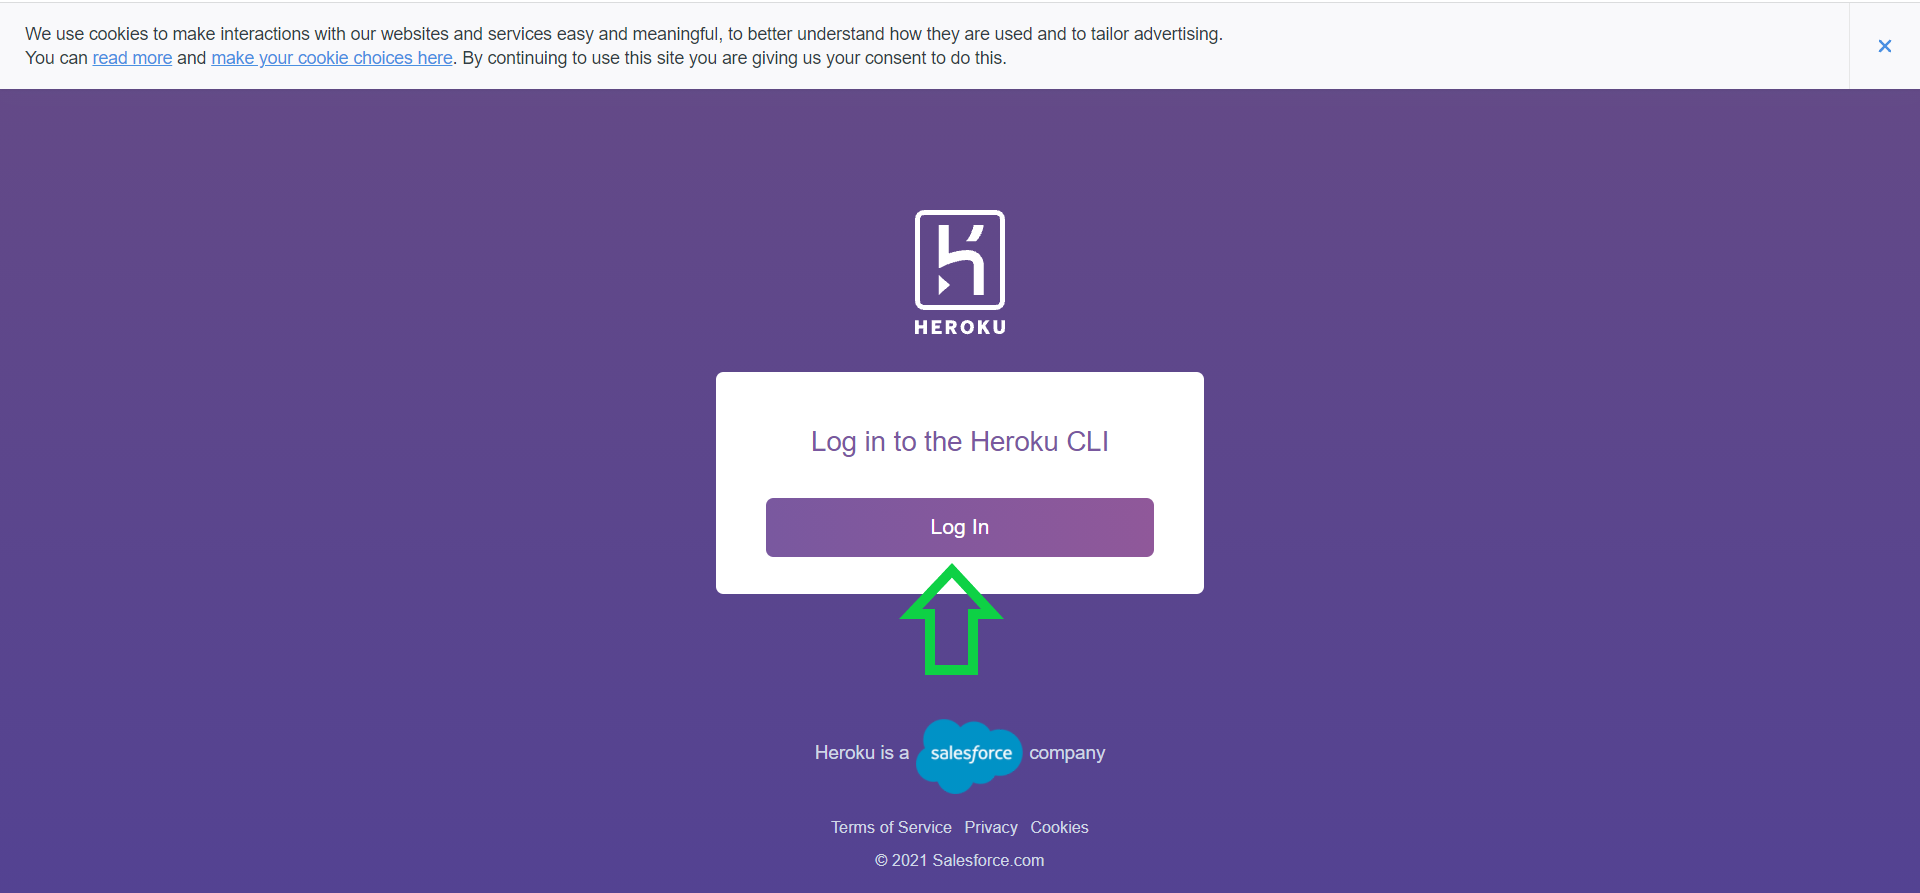 We use cookies to make interactions with our websites and services easy and meaningful, to better understand how they are used and to tailor advertising.
You can read more and make your cookie choices here. By continuing to use this site you are giving us your consent to do this.
HEROKU
Log in to the Heroku CLI
Log In
Heroku is a salesforce company
Terms of Service Privacy Cookies
© 2021 Salesforce.com